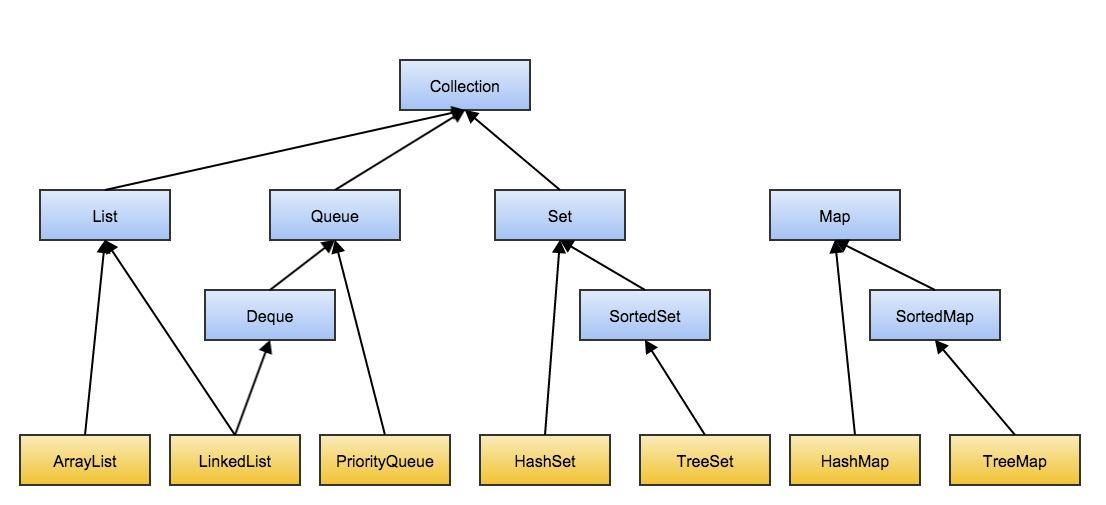 Collection
List
Queue
Set
Map
Deque
SortedSet
SortedMap
ArrayList
LinkedList
PriorityQueue
HashSet
TreeSet
HashMap
TreeMap